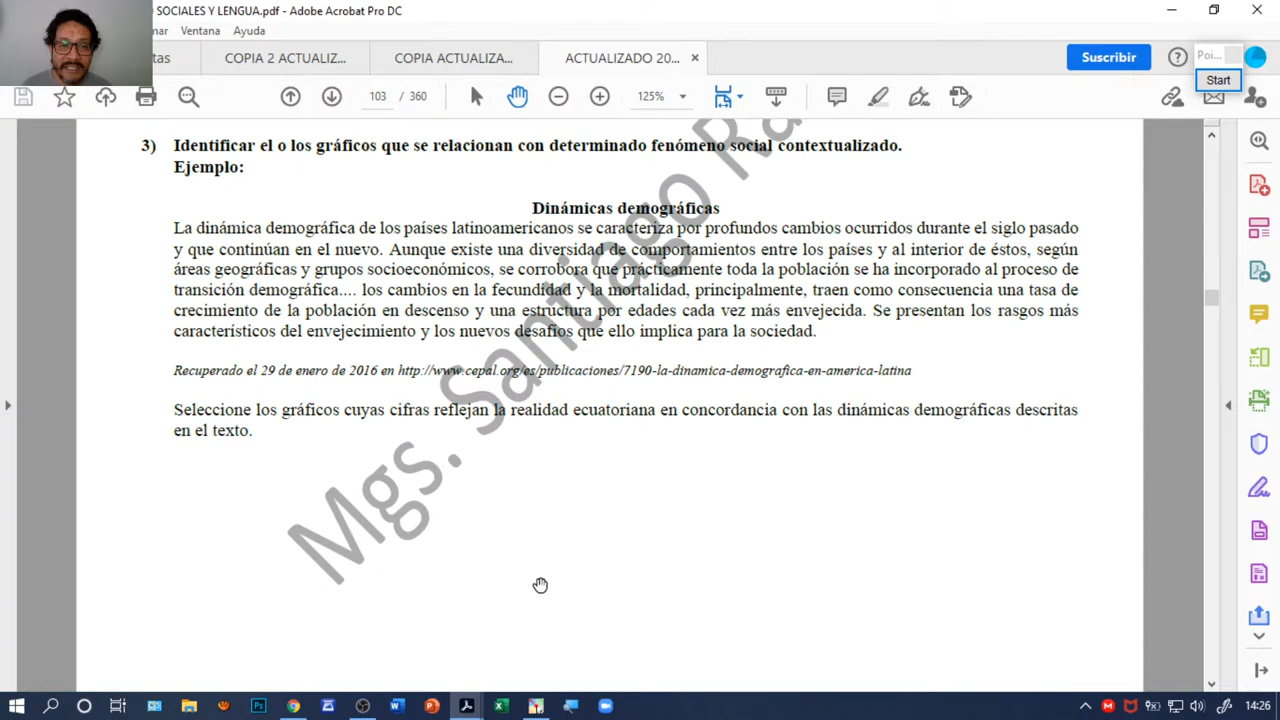 SOCIALES Y LENGUA.pdf - Adobe Acrobat Pro DC
nar Ventana Ayuda
tas COPIA 2 ACTUALIZ... COPIA ACTUALIZA... ACTUALIZADO 20... Suscribir Poi...
Start
103 / 360 125%
3) Identificar el o los gráficos que se relacionan con determinado fenómeno social contextualizado.
Ejemplo:
Dinámicas demográficas
La dinámica demográfica de los países latinoamericanos se caracteriza por profundos cambios ocurridos durante el siglo pasado
y que continúan en el nuevo. Aunque existe una diversidad de comportamientos entre los países y al interior de éstos, según
áreas geográficas y grupos socioeconómicos, se corrobora que prácticamente toda la población se ha incorporado al proceso de
transición demográfica.... los cambios en la fecundidad y la mortalidad, principalmente, traen como consecuencia una tasa de
crecimiento de la población en descenso y una estructura por edades cada vez más envejecida. Se presentan los rasgos más
característicos del envejecimiento y los nuevos desafíos que ello implica para la sociedad.
Recuperado el 29 de enero de 2016 en http://www.cepal.org/es/publicaciones/7190-la-dinamica-demografica-en-america-latina
Seleccione los gráficos cuyas cifras reflejan la realidad ecuatoriana en concordancia con las dinámicas demográficas descritas
en el texto.
Mgs. Santiago Ra
14:26